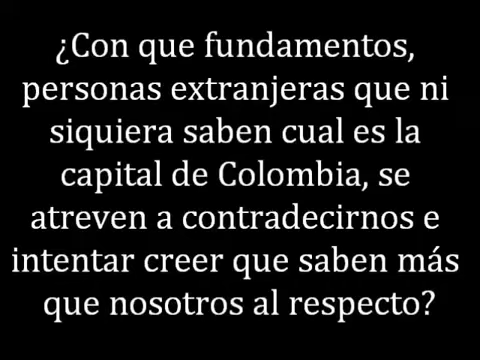 ¿Con que fundamentos,
personas extranjeras que ni
siquiera saben cual es la
capital de Colombia, se
atreven a contradecirnos e
intentar creer que saben más
que nosotros al respecto?